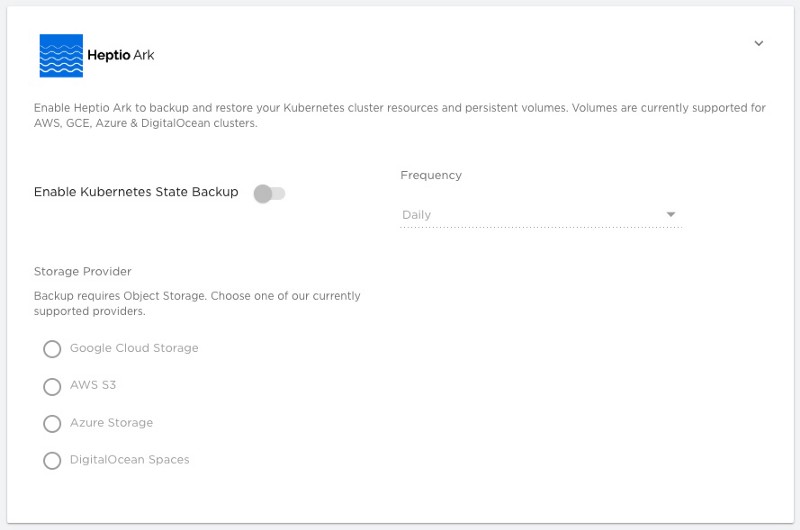 Heptio Ark
Enable Heptio Ark to backup and restore your Kubernetes cluster resources and persistent volumes. Volumes are currently supported for
AWS, GCE, Azure & DigitalOcean clusters.
Enable Kubernetes State Backup
Frequency
Daily
Storage Provider
Backup requires Object Storage. Choose one of our currently
supported providers.
Google Cloud Storage
AWS S3
Azure Storage
DigitalOcean Spaces